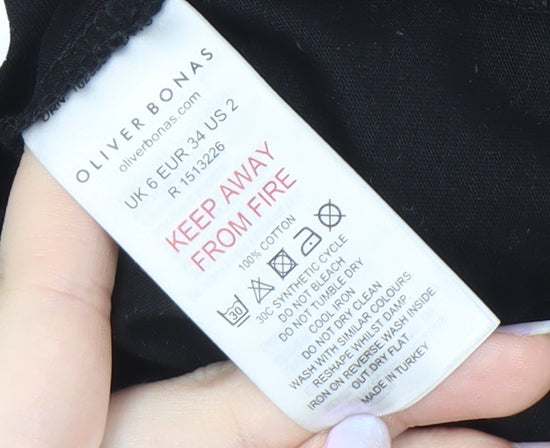 OLIVER BONAS
oliverbonas.com
UK 6 EUR 34 US 2
R 1513226
KEEP AWAY
FROM FIRE
100% COTTON
30
30C SYNTHETIC CYCLE
DO NOT BLEACH
DO NOT TUMBLE DRY
COOL IRON
DO NOT DRY CLEAN
WASH WITH SIMILAR COLOURS
RESHAPE WHILST DAMP
IRON ON REVERSE WASH INSIDE
OUT DRY FLAT
MADE IN TURKEY